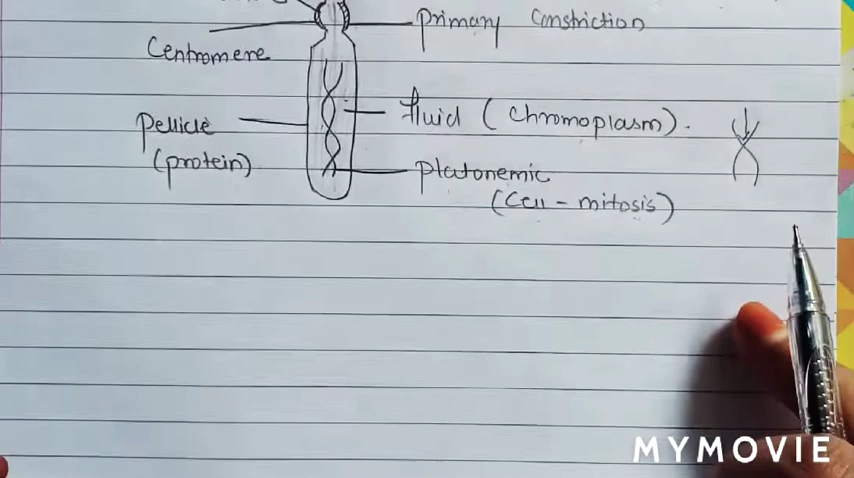 primary Constriction
Centromere
fluid (chromoplasm).
pellicle
(protein)
platonemic
(Cell - mitosis)
MYMOVIE